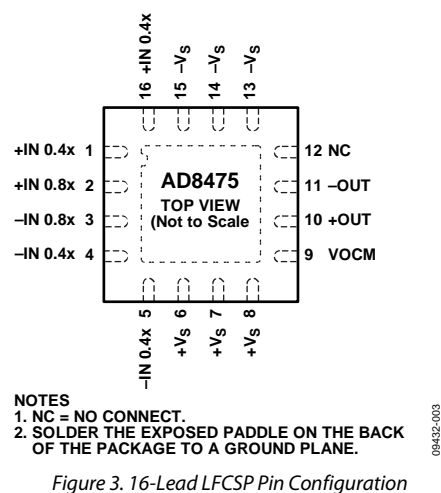 16 +IN 0.4x
15 –VS
14 –VS
13 –VS
+IN 0.4x 1
+IN 0.8x 2
–IN 0.8x 3
–IN 0.4x 4
AD8475
TOP VIEW
(Not to Scale
12 NC
11 –OUT
10 +OUT
9 VOCM
–IN 0.4x 5
+VS 6
+VS 7
+VS 8
NOTES
1. NC = NO CONNECT.
2. SOLDER THE EXPOSED PADDLE ON THE BACK
OF THE PACKAGE TO A GROUND PLANE.
09432-003
Figure 3. 16-Lead LFCSP Pin Configuration